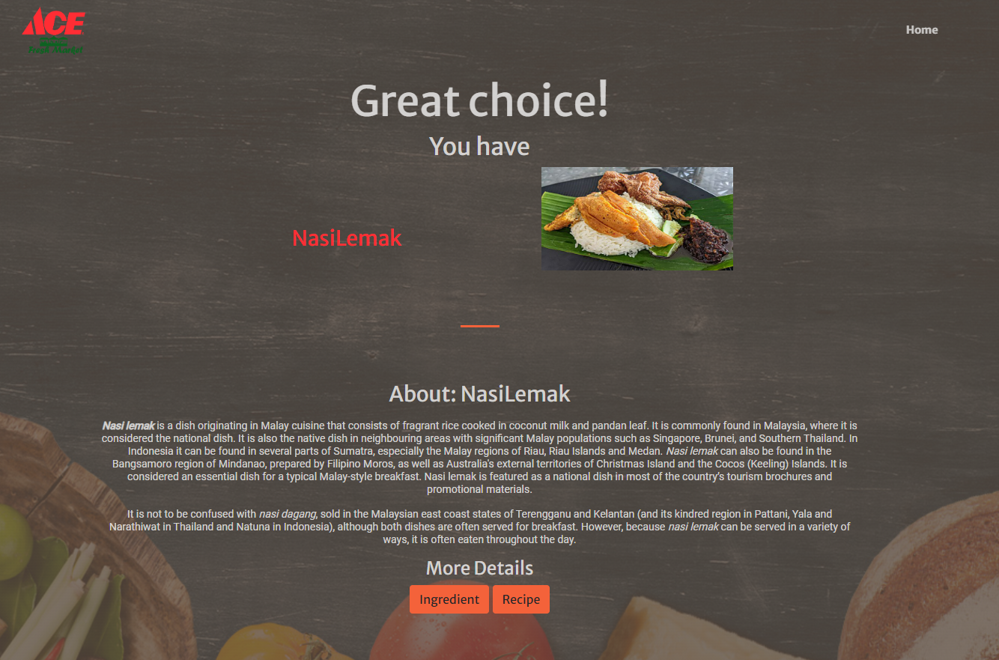 ACE
Fresh Market
Home
Great choice!
You have
NasiLemak
About: NasiLemak
Nasi lemak is a dish originating in Malay cuisine that consists of fragrant rice cooked in coconut milk and pandan leaf. It is commonly found in Malaysia, where it is
considered the national dish. It is also the native dish in neighbouring areas with significant Malay populations such as Singapore, Brunei, and Southern Thailand. In
Indonesia it can be found in several parts of Sumatra, especially the Malay regions of Riau, Riau Islands and Medan. Nasi lemak can also be found in the
Bangsamoro region of Mindanao, prepared by Filipino Moros, as well as Australia's external territories of Christmas Island and the Cocos (Keeling) Islands. It is
considered an essential dish for a typical Malay-style breakfast. Nasi lemak is featured as a national dish in most of the country’s tourism brochures and
promotional materials.
It is not to be confused with nasi dagang, sold in the Malaysian east coast states of Terengganu and Kelantan (and its kindred region in Pattani, Yala and
Narathiwat in Thailand and Natuna in Indonesia), although both dishes are often served for breakfast. However, because nasi lemak can be served in a variety of
ways, it is often eaten throughout the day.
More Details
Ingredient
Recipe